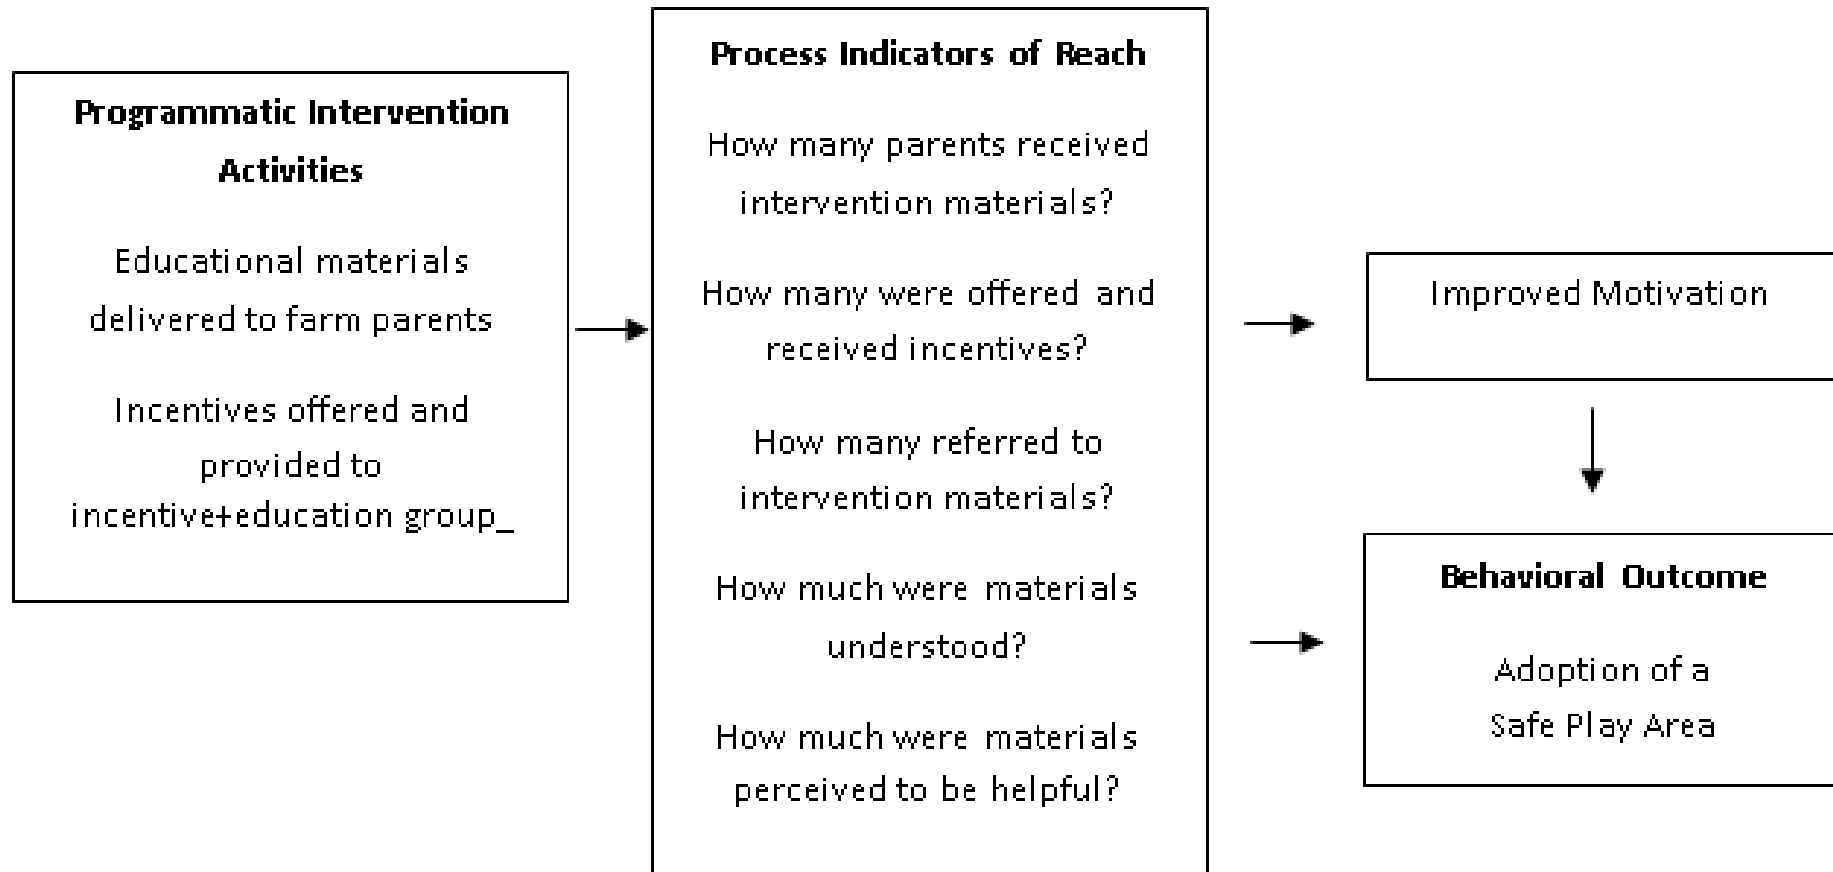 Programmatic Intervention
Activities
Educational materials
delivered to farm parents
Incentives offered and
provided to
incentive+education group_
Process Indicators of Reach
How many parents received
intervention materials?
How many were offered and
received incentives?
How many referred to
intervention materials?
How much were materials
understood?
How much were materials
perceived to be helpful?
Improved Motivation
Behavioral Outcome
Adoption of a
Safe Play Area